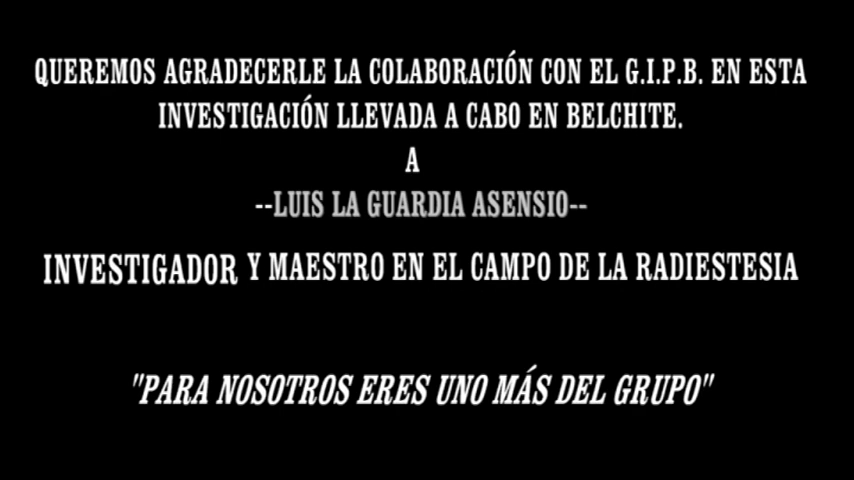 QUEREMOS AGRADECERLE LA COLABORACIÓN CON EL G.I.P.B. EN ESTA
INVESTIGACIÓN LLEVADA A CABO EN BELCHITE.
A
--LUIS LA GUARDIA ASENSIO--
INVESTIGADOR Y MAESTRO EN EL CAMPO DE LA RADIESTESIA
"PARA NOSOTROS ERES UNO MÁS DEL GRUPO"